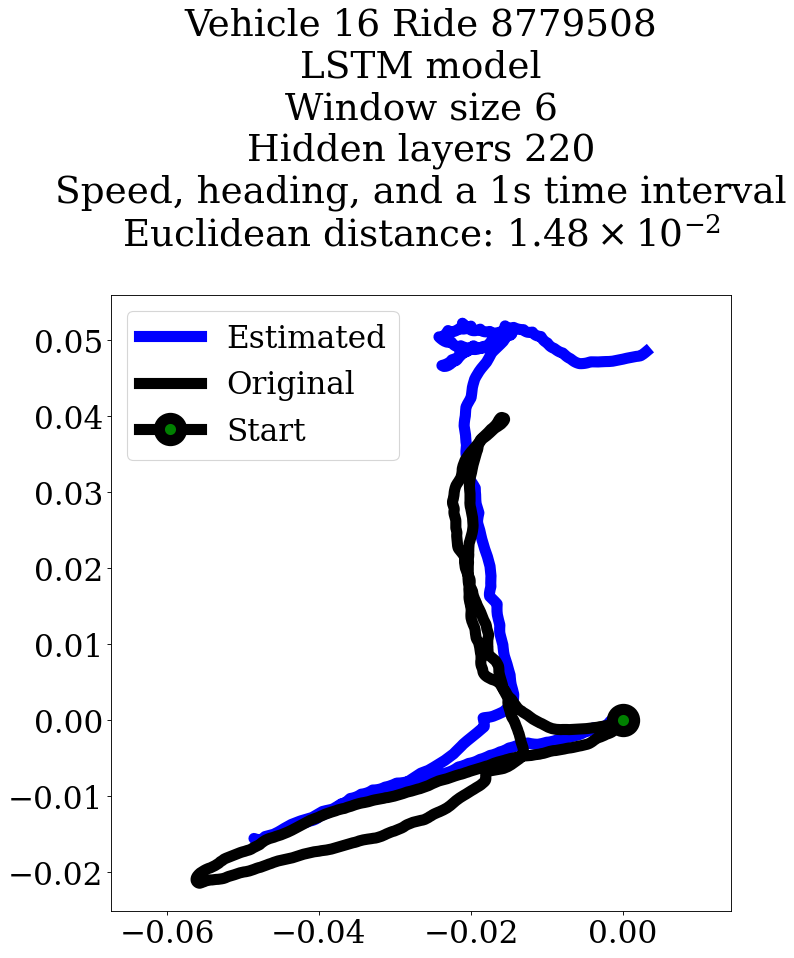 Vehicle 16 Ride 8779508
LSTM model
Window size 6
Hidden layers 220
Speed, heading, and a 1s time interval
Euclidean distance: 1.48 × 10⁻²
Estimated
Original
Start
0.05
0.04
0.03
0.02
0.01
0.00
−0.01
−0.02
−0.06 −0.04 −0.02 0.00